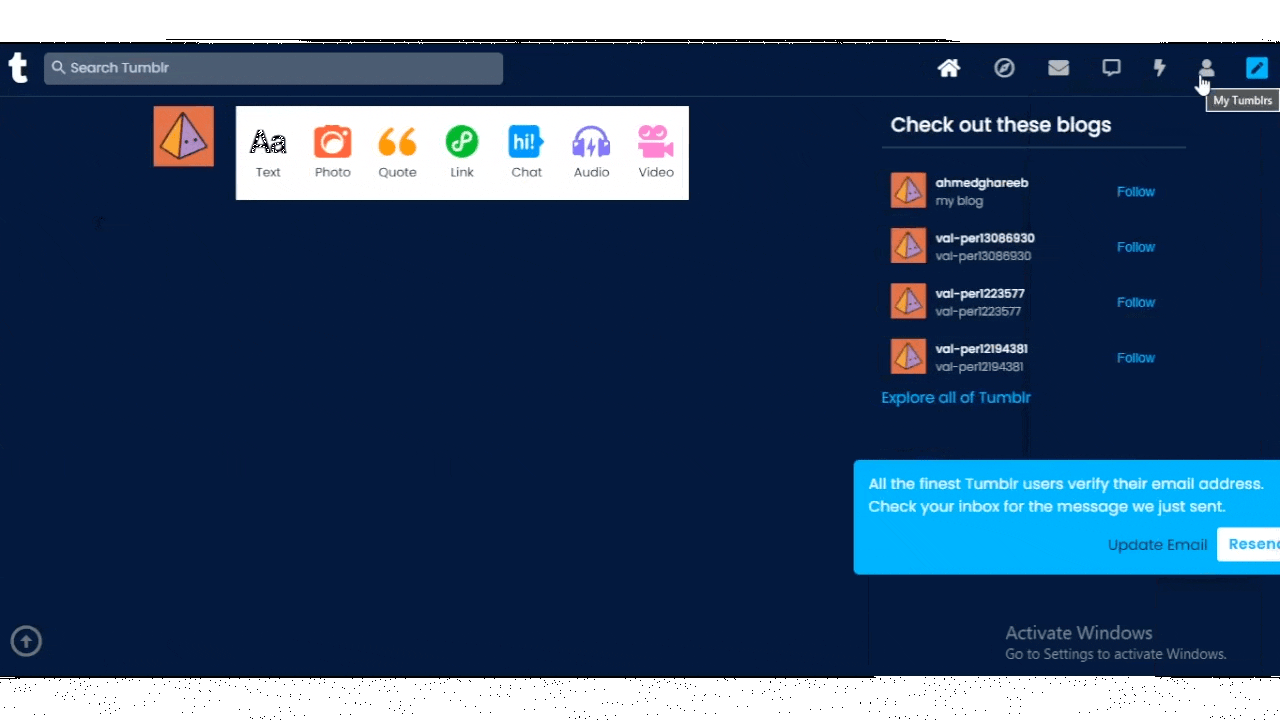 t
Search Tumblr
My Tumblrs
Aa
hi!
Text
Photo
Quote
Link
Chat
Audio
Video
Check out these blogs
ahmedghareeb
my blog
Follow
val-per13086930
val-per13086930
Follow
val-per1223577
val-per1223577
Follow
val-per12194381
val-per12194381
Follow
Explore all of Tumblr
All the finest Tumblr users verify their email address.
Check your inbox for the message we just sent.
Update Email
Resend
Activate Windows
Go to Settings to activate Windows.